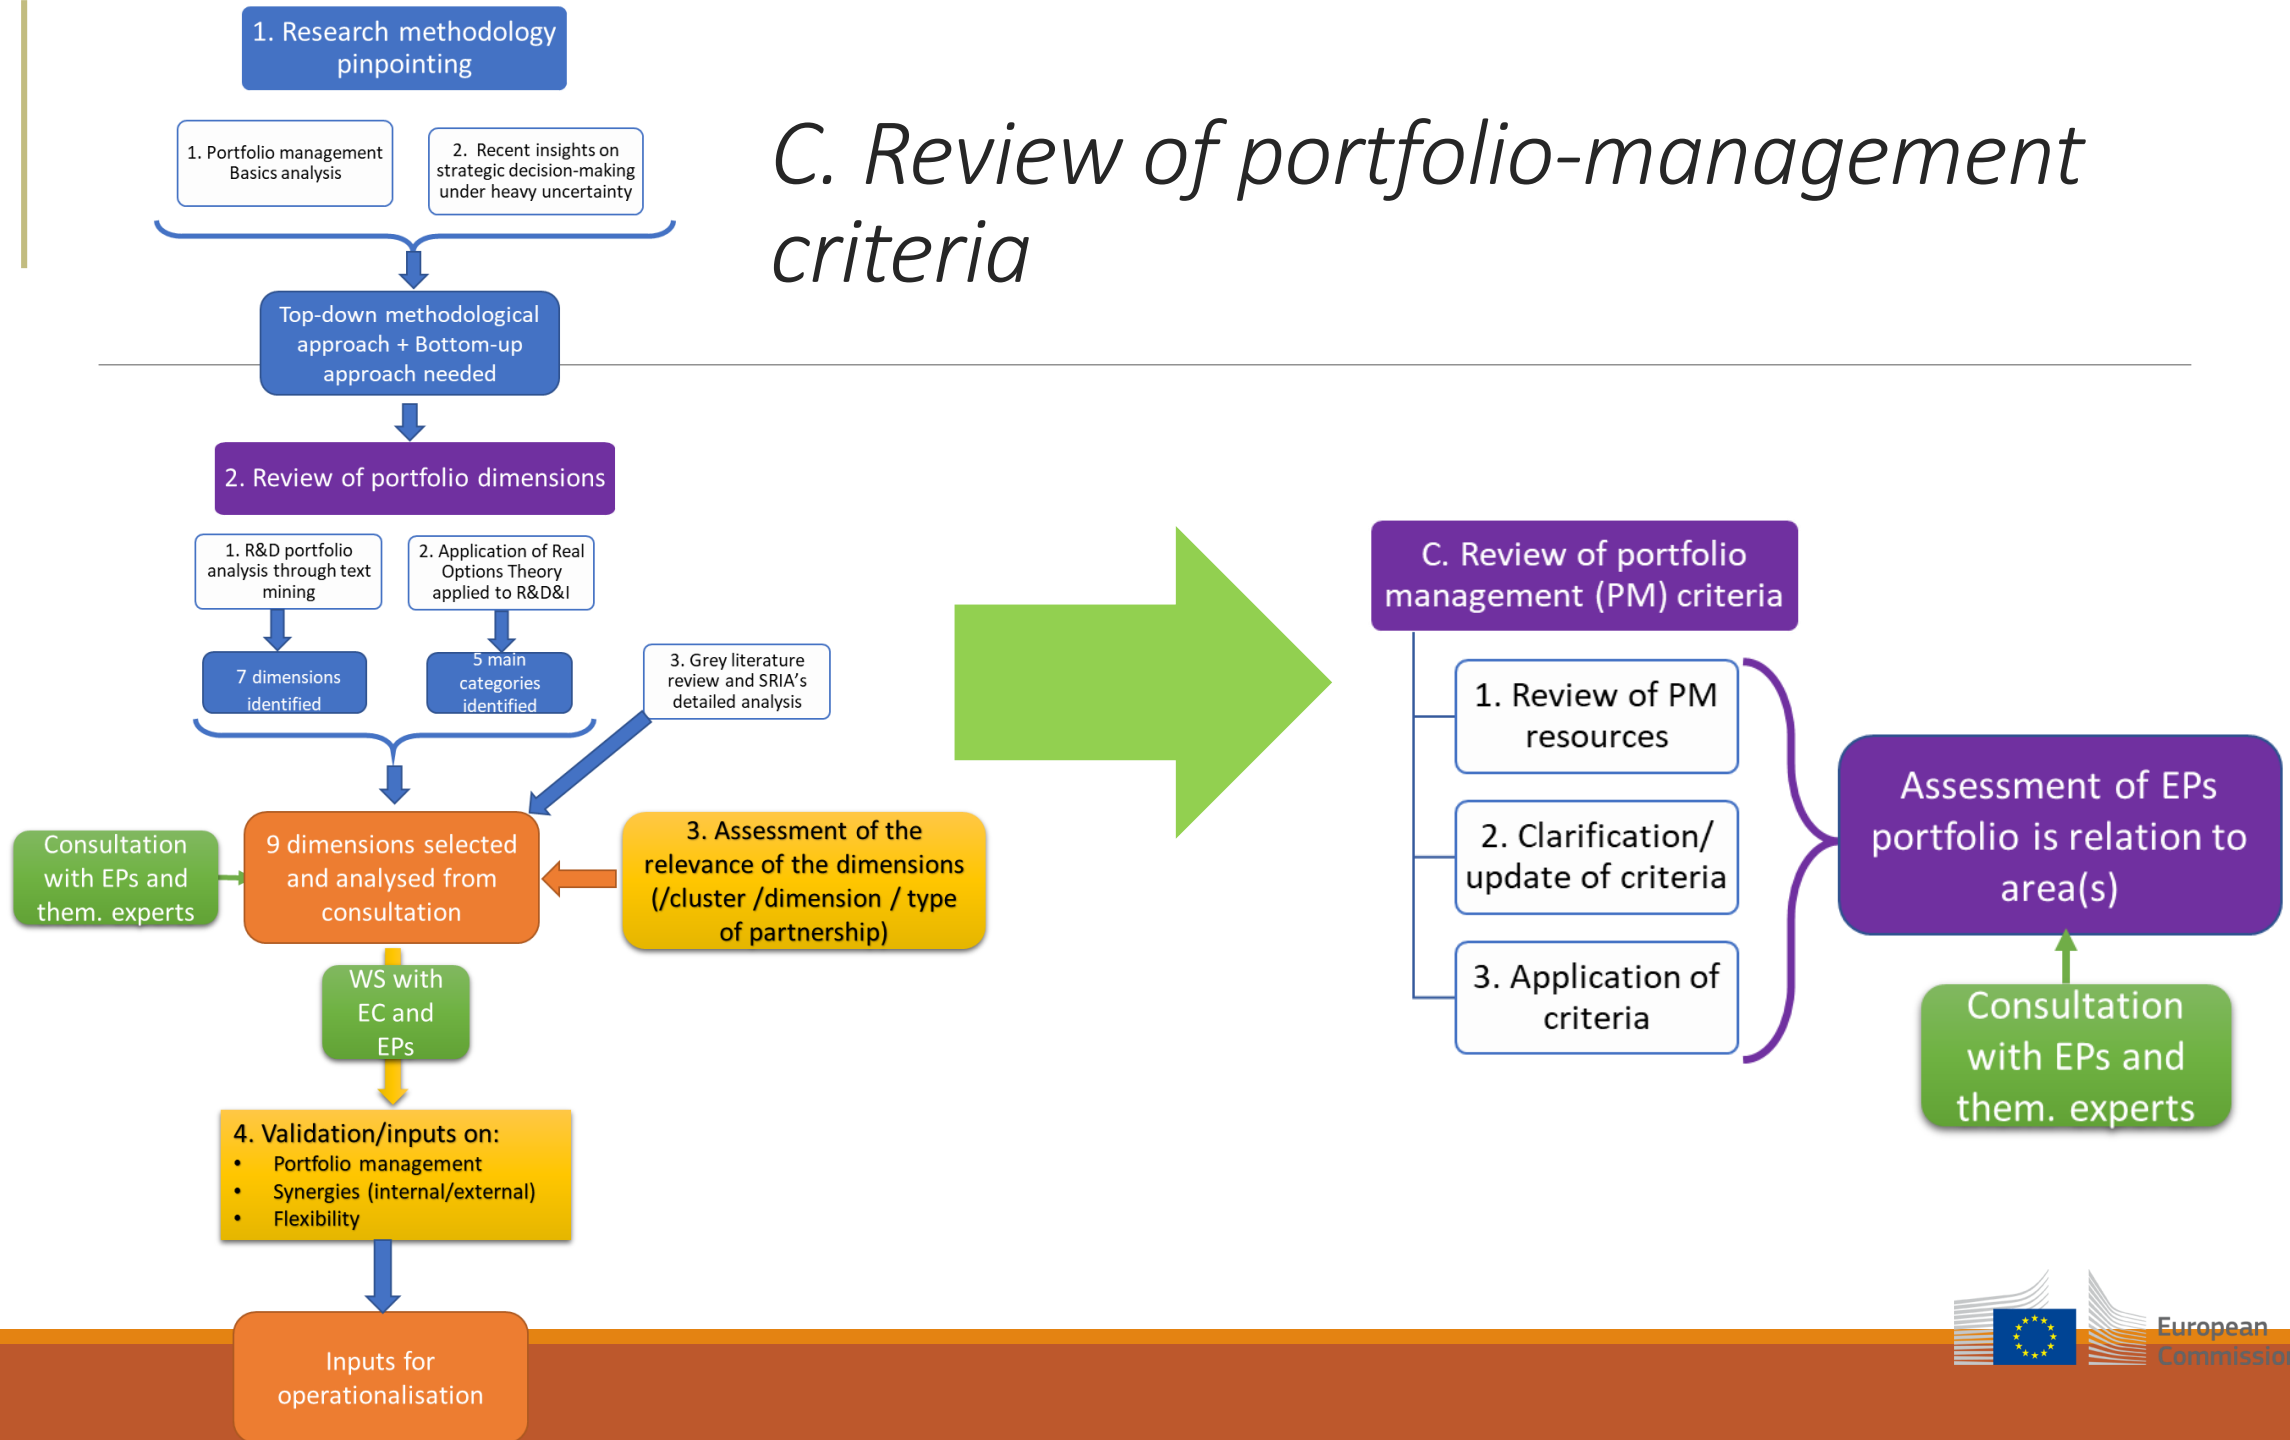 1. Research methodology
pinpointing
C. Review of portfolio-management
criteria
1. Portfolio management
Basics analysis
2. Recent insights on
strategic decision-making
under heavy uncertainty
Top-down methodological
approach + Bottom-up
approach needed
2. Review of portfolio dimensions
1. R&D portfolio
analysis through text
mining
2. Application of Real
Options Theory
applied to R&D&I
7 dimensions
identified
5 main
categories
identified
3. Grey literature
review and SRIA's
detailed analysis
Consultation
with EPs and
them. experts
9 dimensions selected
and analysed from
consultation
3. Assessment of the
relevance of the dimensions
(/cluster /dimension / type
of partnership)
WS with
EC and
EPs
4. Validation/inputs on:
• Portfolio management
• Synergies (internal/external)
• Flexibility
Inputs for
operationalisation
C. Review of portfolio
management (PM) criteria
1. Review of PM
resources
2. Clarification/
update of criteria
3. Application of
criteria
Assessment of EPs
portfolio is relation to
area(s)
Consultation
with EPs and
them. experts
European
Commission